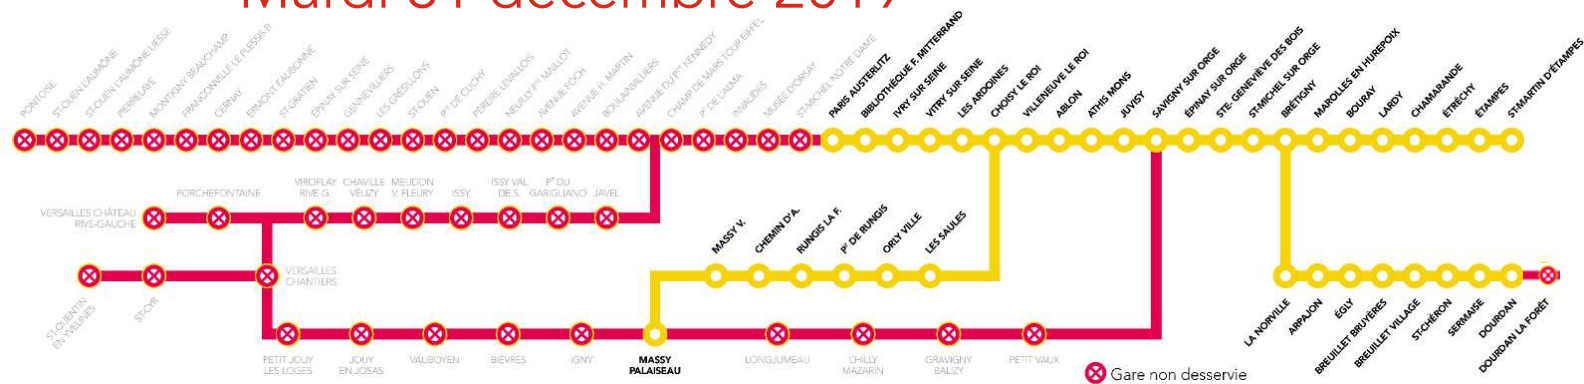 Mardi 31 décembre 2019
PONTOISE
ST-OUEN L'AUMÔNE
ST-OUEN L'AUMÔNE LIESSE
PIERRELAYE
MONTIGNY BEAUCHAMP
FRANCONVILLE LE PLESSIS B
CERNAY
ERMONT EAUBONNE
ST-GRATIEN
ÉPINAY SUR SEINE
GENNEVILLIERS
LES GRÉSILLONS
ST-OUEN
Pte DE CLICHY
PEREIRE LEVALLOIS
NEUILLY Pte MAILLOT
AVENUE FOCH
AVENUE H. MARTIN
BOULAINVILLIERS
AVENUE DU Pdt KENNEDY
CHAMP DE MARS TOUR EIFFEL
Pt DE L'ALMA
INVALIDES
MUSÉE D'ORSAY
ST-MICHEL NOTRE DAME
PARIS AUSTERLITZ
BIBLIOTHÈQUE F. MITTERRAND
IVRY SUR SEINE
VITRY SUR SEINE
LES ARDOINES
CHOISY LE ROI
VILLENEUVE LE ROI
ABLON
ATHIS MONS
JUVISY
SAVIGNY SUR ORGE
ÉPINAY SUR ORGE
STE- GENEVIÈVE DES BOIS
ST-MICHEL SUR ORGE
BRÉTIGNY
MAROLLES EN HUREPOIX
BOURAY
LARDY
CHAMARANDE
ÉTRÉCHY
ÉTAMPES
ST-MARTIN D'ÉTAMPES
VERSAILLES CHÂTEAU
RIVE-GAUCHE
PORCHEFONTAINE
VIROFLAY
RIVE-G.
CHAVILLE
VÉLIZY
MEUDON
V. FLEURY
ISSY
ISSY VAL
DE S.
Pt DU
GARIGLIANO
JAVEL
MASSY V.
CHEMIN D'A.
RUNGIS LA F.
Pt DE RUNGIS
ORLY VILLE
LES SAULES
ST-QUENTIN
EN YVELINES
ST-CYR
VERSAILLES
CHANTIERS
LA NORVILLE
ARPAJON
ÉGLY
BREUILLET BRUYÈRES
BREUILLET VILLAGE
ST-CHÉRON
SERMAISE
DOURDAN
DOURDAN LA FORÊT
PETIT JOUY
LES LOGES
JOUY
EN JOSAS
VAUBOYEN
BIÈVRES
IGNY
MASSY
PALAISEAU
LONGJUMEAU
CHILLY
MAZARIN
GRAVIGNY
BALIZY
PETIT VAUX
Gare non desservie